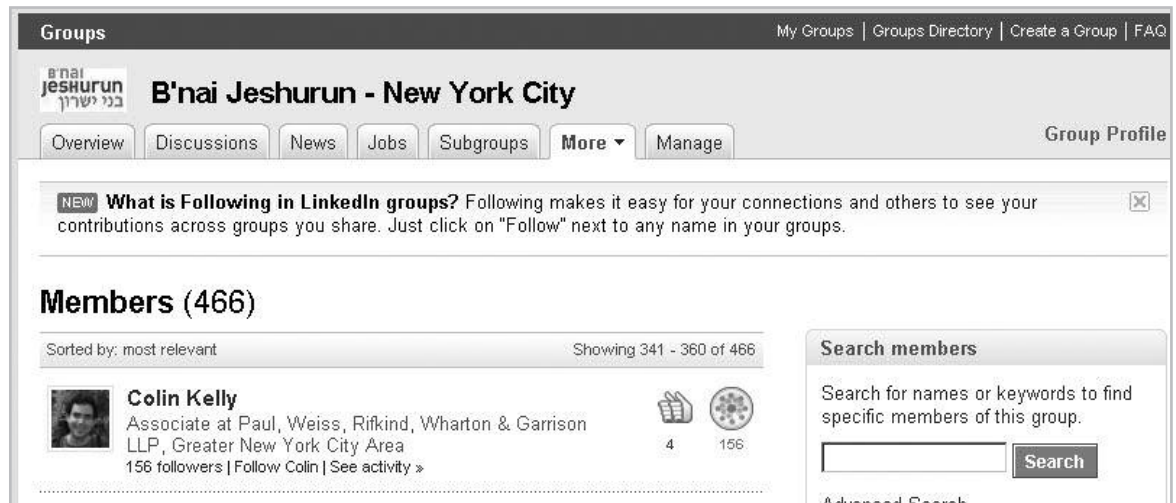 Groups
My Groups | Groups Directory | Create a Group | FAQ
B'nai
Jeshurun
בני ישרון
B'nai Jeshurun - New York City
Overview Discussions News Jobs Subgroups More ▾ Manage
Group Profile
NEW What is Following in LinkedIn groups? Following makes it easy for your connections and others to see your
contributions across groups you share. Just click on "Follow" next to any name in your groups.
Members (466)
Sorted by: most relevant Showing 341 - 360 of 466
Colin Kelly
Associate at Paul, Weiss, Rifkind, Wharton & Garrison
LLP, Greater New York City Area
156 followers | Follow Colin | See activity »
4 156
Search members
Search for names or keywords to find
specific members of this group.
Search
Advanced Search